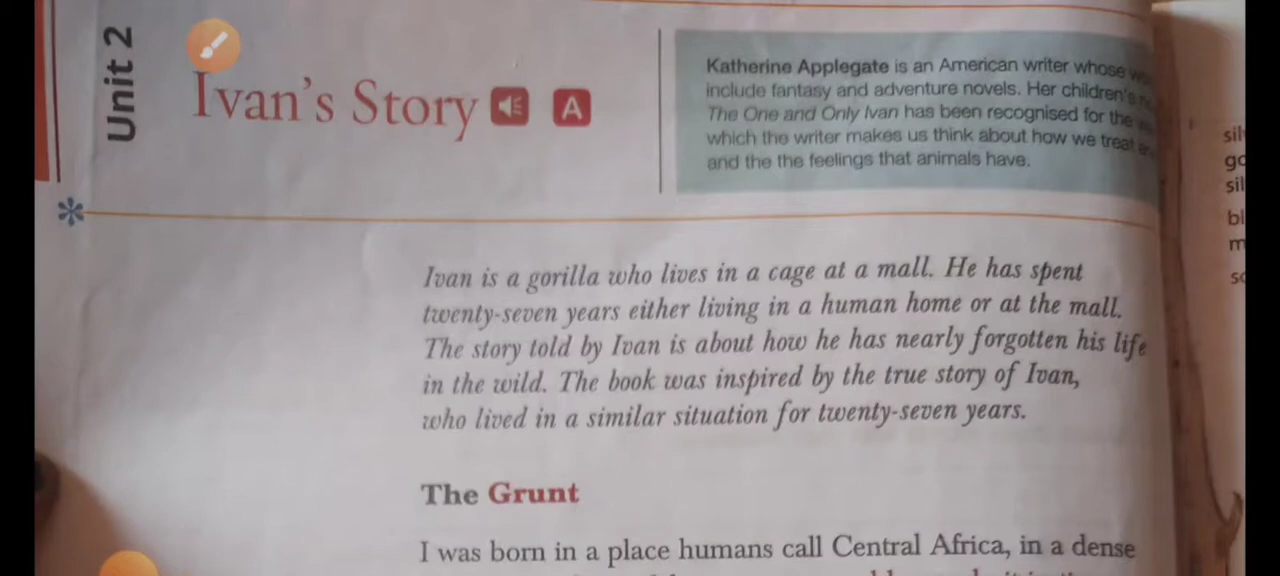 Unit 2
Ivan's Story
A
Katherine Applegate is an American writer whose
include fantasy and adventure novels. Her children's
The One and Only Ivan has been recognised for the
which the writer makes us think about how we treat
and the the feelings that animals have.
Ivan is a gorilla who lives in a cage at a mall. He has spent
twenty-seven years either living in a human home or at the mall.
The story told by Ivan is about how he has nearly forgotten his life
in the wild. The book was inspired by the true story of Ivan,
who lived in a similar situation for twenty-seven years.
The Grunt
I was born in a place humans call Central Africa, in a dense